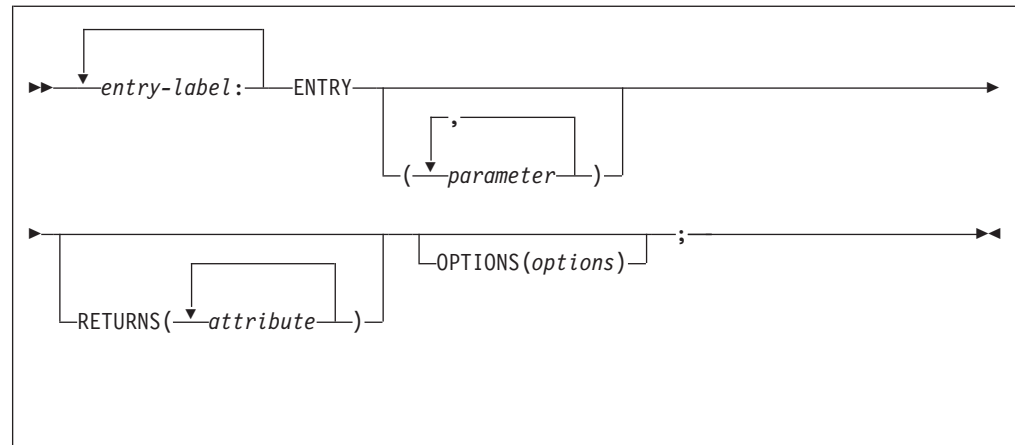 entry-label: ENTRY
,
( parameter )
;
OPTIONS(options)
RETURNS( attribute )